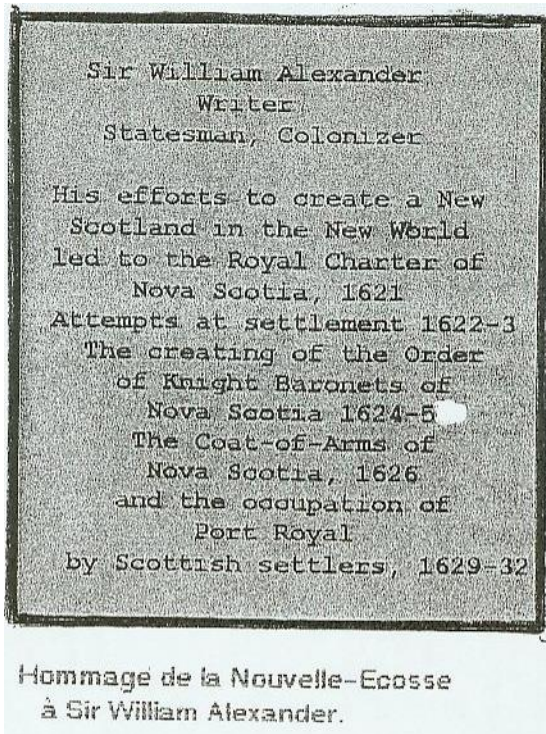 Sir William Alexander
Writer
Statesman, Colonizer
His efforts to create a New
Scotland in the New World
led to the Royal Charter of
Nova Scotia, 1621
Attempts at settlement 1622-3
The creating of the Order
of Knight Baronets of
Nova Scotia 1624-5
The Coat-of-Arms of
Nova Scotia, 1626
and the occupation of
Port Royal
by Scottish settlers, 1629-32
Hommage de la Nouvelle-Ecosse
à Sir William Alexander.